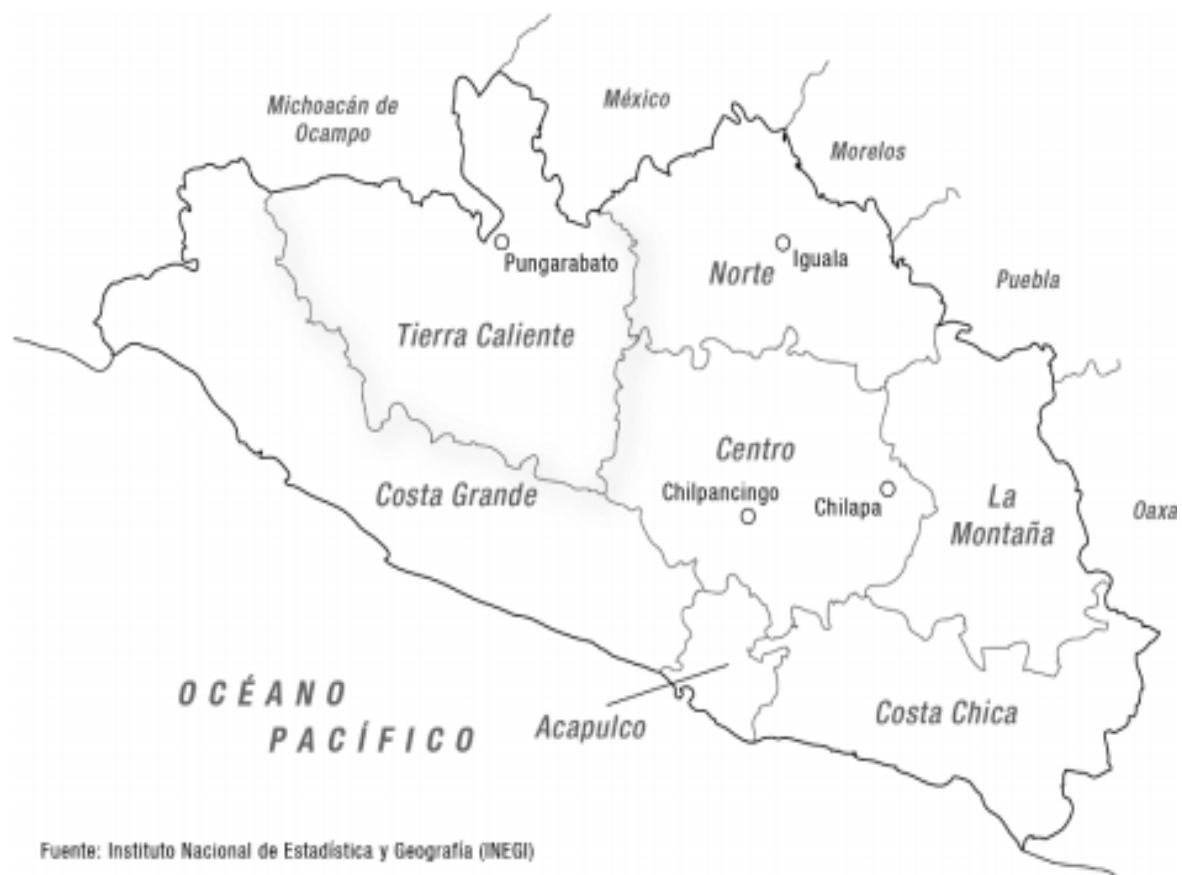 Michoacán de
Ocampo
México
Morelos
Pungarabato
Iguala
Norte
Puebla
Tierra Caliente
Centro
Costa Grande
Chilpancingo
Chilapa
La
Montaña
Oaxa
OCÉANO
PACÍFICO
Acapulco
Costa Chica
Fuente: Instituto Nacional de Estadística y Geografía (INEGI)